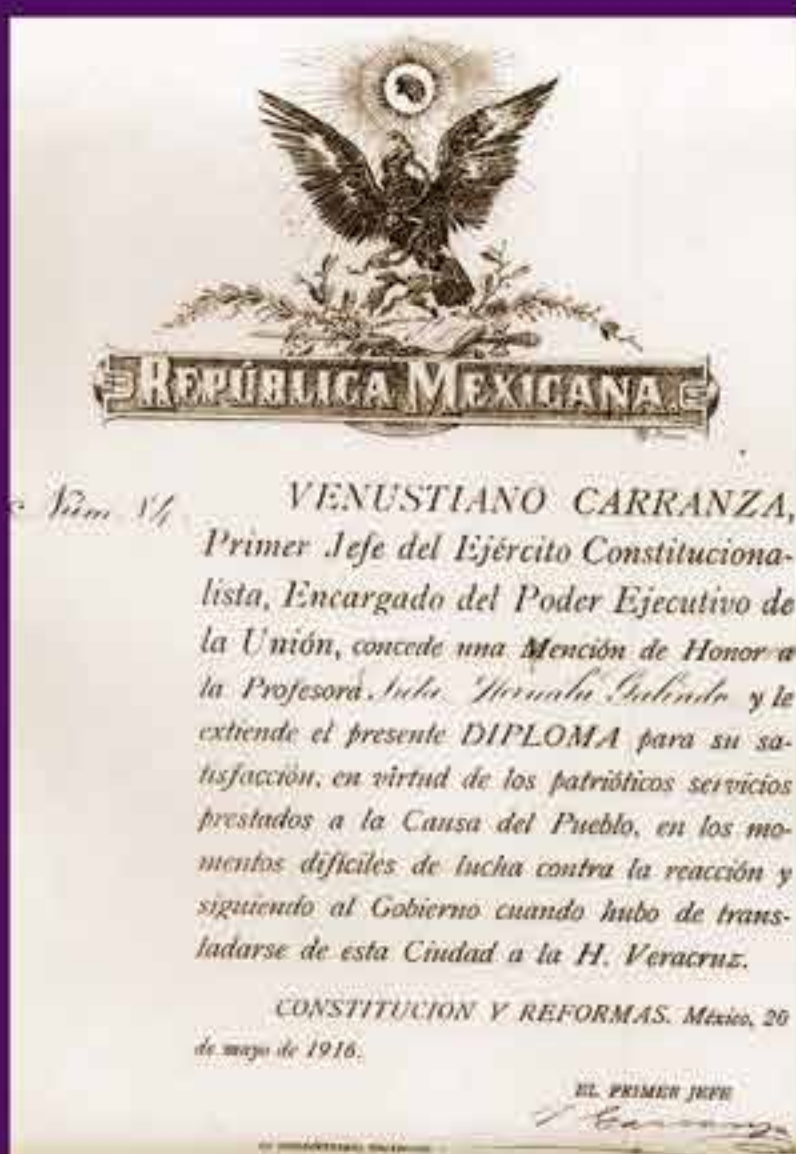 REPÚBLICA MEXICANA.
Núm.
VENUSTIANO CARRANZA,
Primer Jefe del Ejército Constituciona-
lista, Encargado del Poder Ejecutivo de
la Unión, concede una Mención de Honor a
la Profesora Galindo y le
extiende el presente DIPLOMA para su sa-
tisfacción, en virtud de los patrióticos servicios
prestados a la Causa del Pueblo, en los mo-
mentos difíciles de lucha contra la reacción y
siguiendo al Gobierno cuando hubo de trans-
ladarse de esta Ciudad a la H. Veracruz.
CONSTITUCION Y REFORMAS. México, 20
de mayo de 1916.
EL PRIMER JEFE
V Carranza